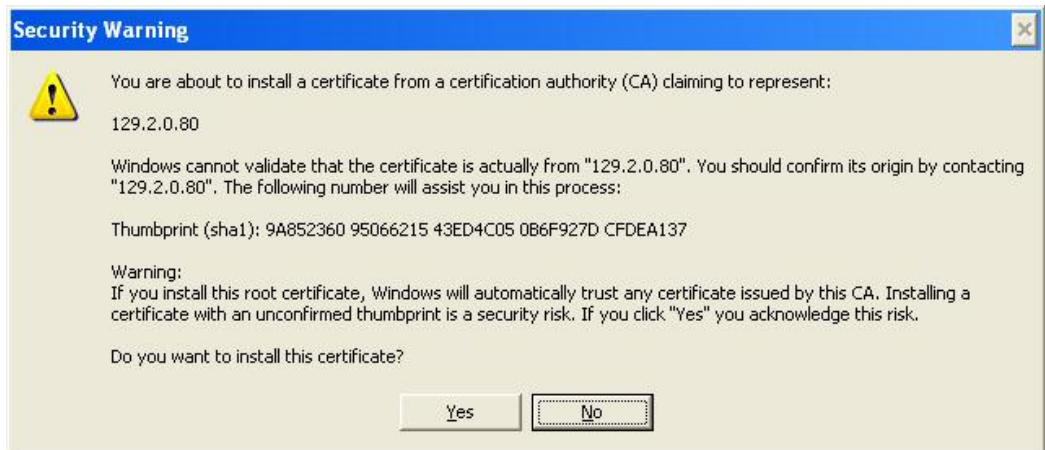 Security Warning
You are about to install a certificate from a certification authority (CA) claiming to represent:
129.2.0.80
Windows cannot validate that the certificate is actually from "129.2.0.80". You should confirm its origin by contacting
"129.2.0.80". The following number will assist you in this process:
Thumbprint (sha1): 9A852360 95066215 43ED4C05 0B6F927D CFDEA137
Warning:
If you install this root certificate, Windows will automatically trust any certificate issued by this CA. Installing a
certificate with an unconfirmed thumbprint is a security risk. If you click "Yes" you acknowledge this risk.
Do you want to install this certificate?
Yes No